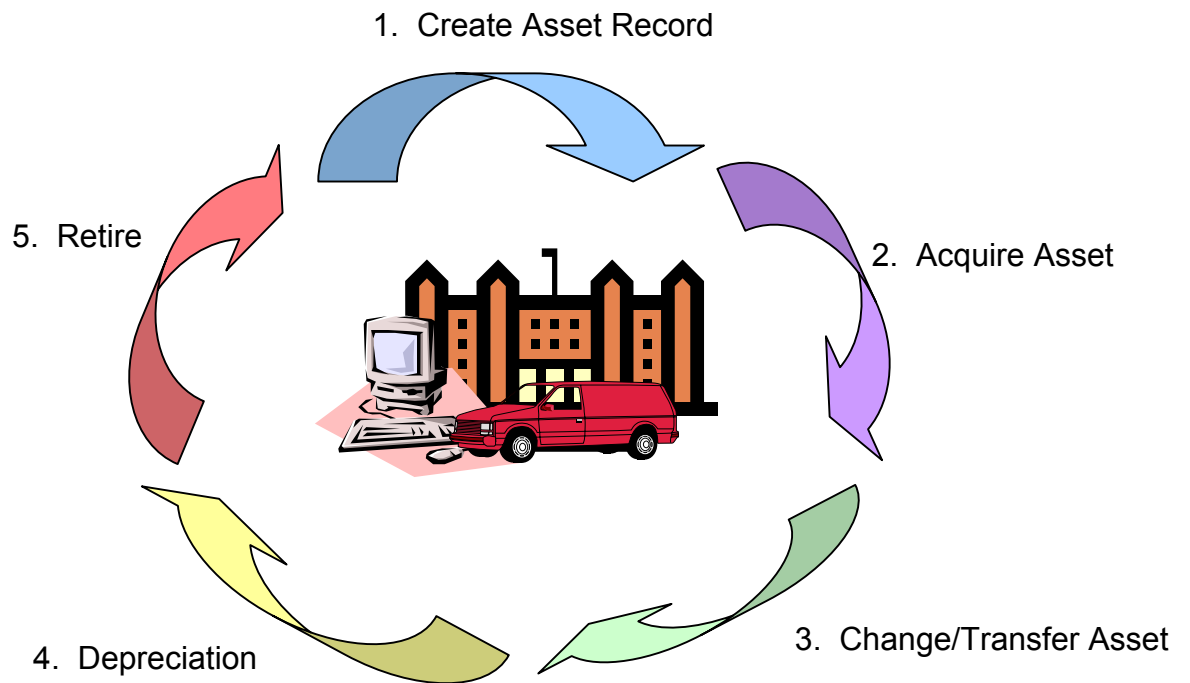 1. Create Asset Record
2. Acquire Asset
3. Change/Transfer Asset
4. Depreciation
5. Retire